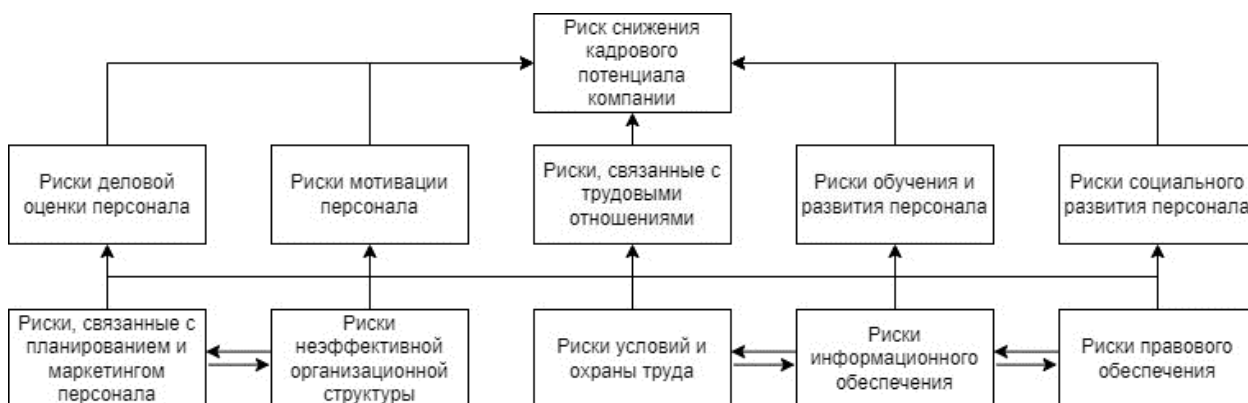 Риск снижения
кадрового
потенциала
компании
Риски деловой
оценки персонала
Риски мотивации
персонала
Риски, связанные с
трудовыми
отношениями
Риски обучения и
развития персонала
Риски социального
развития персонала
Риски, связанные с
планированием и
маркетингом
персонала
Риски
неэффективной
организационной
структуры
Риски условий и
охраны труда
Риски
информационного
обеспечения
Риски правового
обеспечения